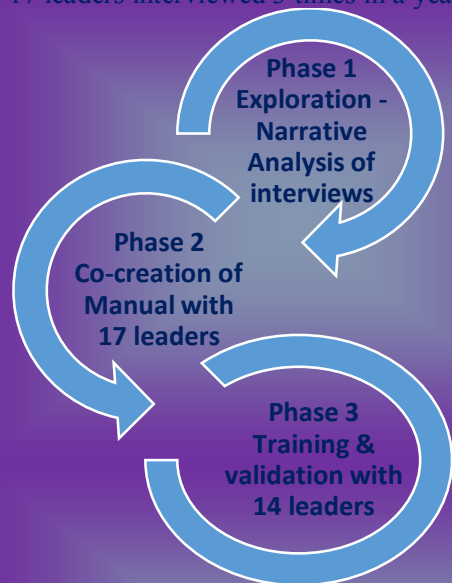 17 leaders interviewed 3 times in a year
Phase 1
Exploration -
Narrative
Analysis of
interviews
Phase 2
Co-creation of
Manual with
17 leaders
Phase 3
Training &
validation with
14 leaders